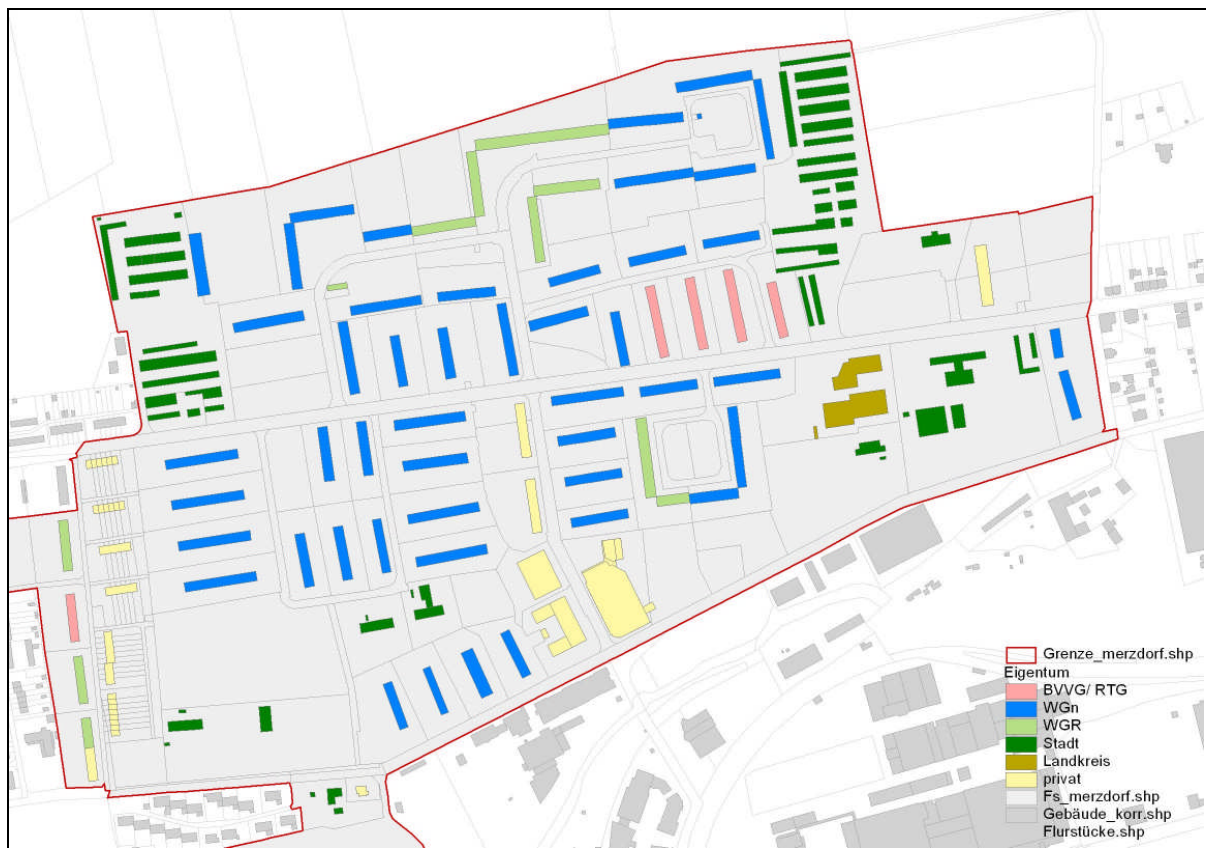 Grenze_merzdorf.shp
Eigentum
BVVG/ RTG
WGn
WGR
Stadt
Landkreis
privat
Fs_merzdorf.shp
Gebäude_korr.shp
Flurstücke.shp